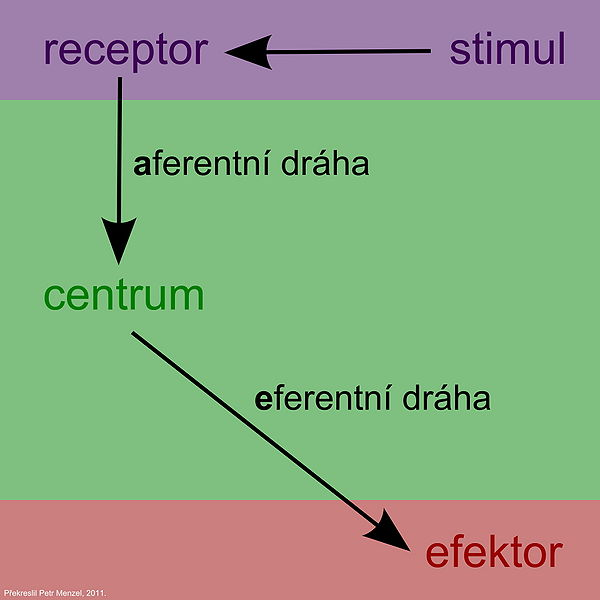 receptor
stimul
aferentní dráha
centrum
eferentní dráha
efektor
Překreslil Petr Menzel, 2011.